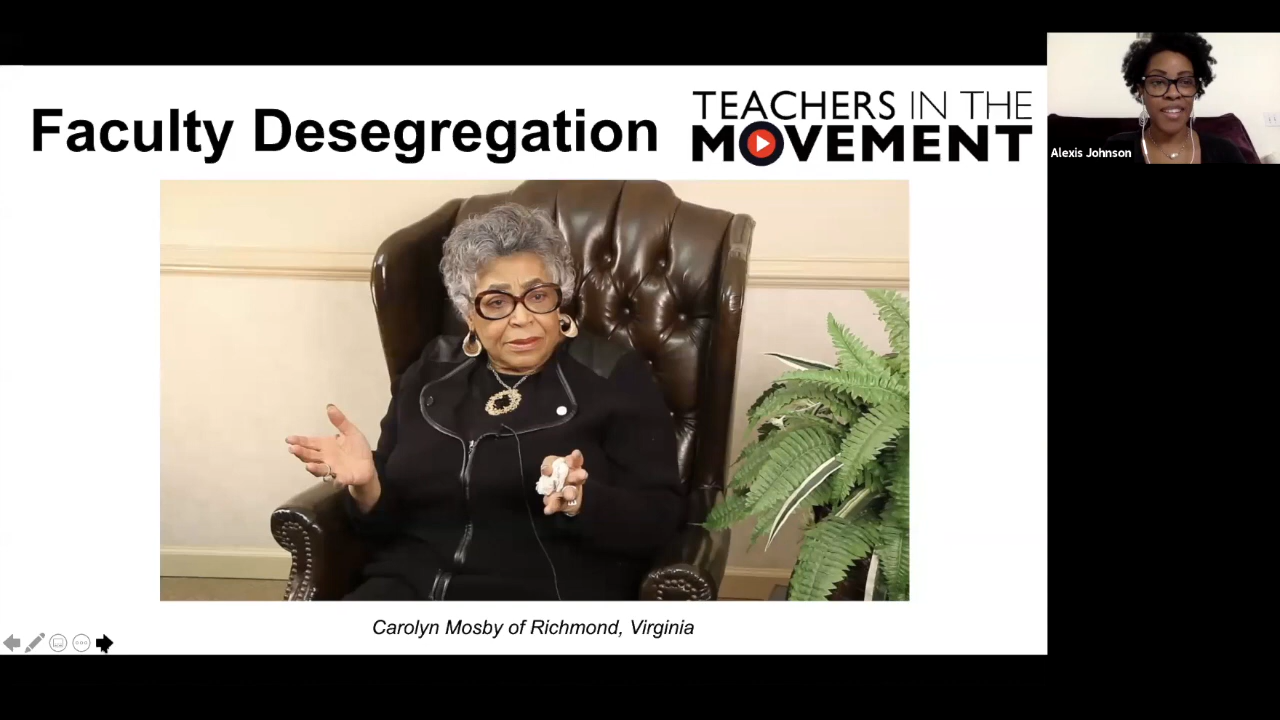 Faculty Desegregation
TEACHERS IN THE
MOVEMENT
Alexis Johnson
Carolyn Mosby of Richmond, Virginia